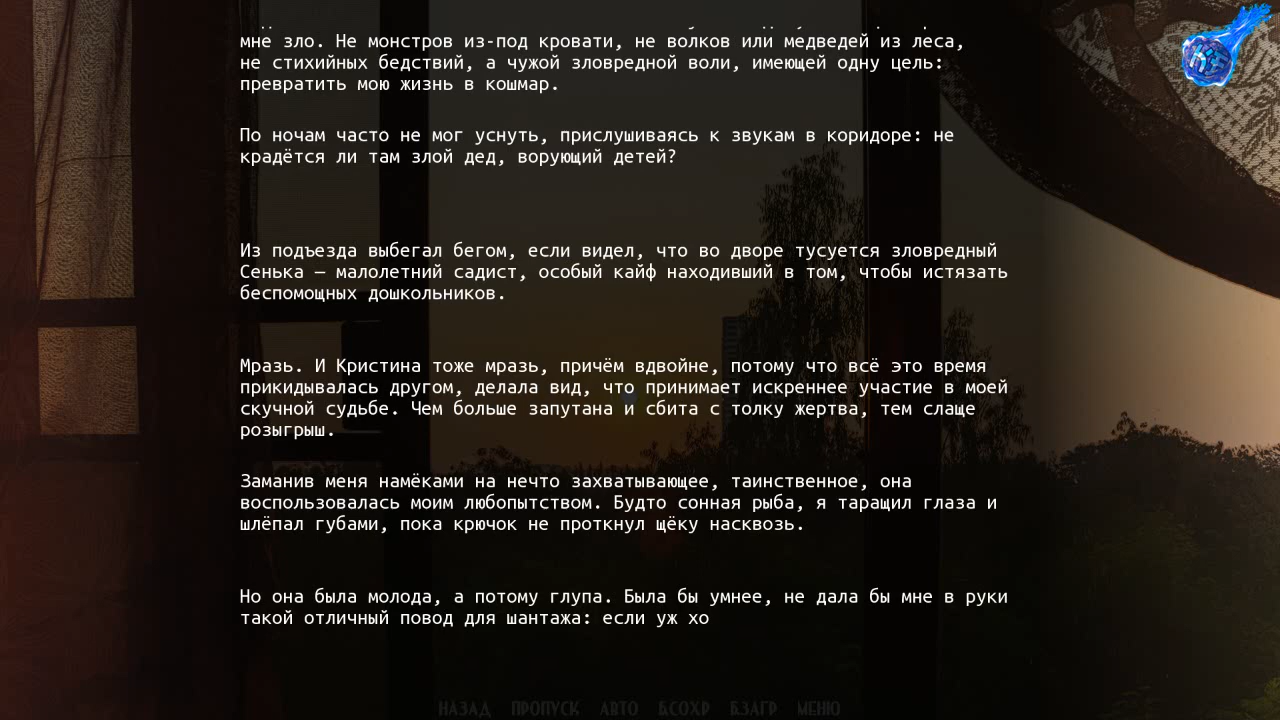 мне зло. Не монстров из-под кровати, не волков или медведей из леса,
не стихийных бедствий, а чужой зловредной воли, имеющей одну цель:
превратить мою жизнь в кошмар.
По ночам часто не мог уснуть, прислушиваясь к звукам в коридоре: не
крадётся ли там злой дед, ворующий детей?
Из подъезда выбегал бегом, если видел, что во дворе тусуется зловредный
Сенька — малолетний садист, особый кайф находивший в том, чтобы истязать
беспомощных дошкольников.
Мразь. И Кристина тоже мразь, причём вдвойне, потому что всё это время
прикидывалась другом, делала вид, что принимает искреннее участие в моей
скучной судьбе. Чем больше запутана и сбита с толку жертва, тем слаще
розыгрыш.
Заманив меня намёками на нечто захватывающее, таинственное, она
воспользовалась моим любопытством. Будто сонная рыба, я таращил глаза и
шлёпал губами, пока крючок не проткнул щёку насквозь.
Но она была молода, а потому глупа. Была бы умнее, не дала бы мне в руки
такой отличный повод для шантажа: если уж хо
НАЗАД ПРОПУСК АВТО БСОХР БЗАГР МЕНЮ